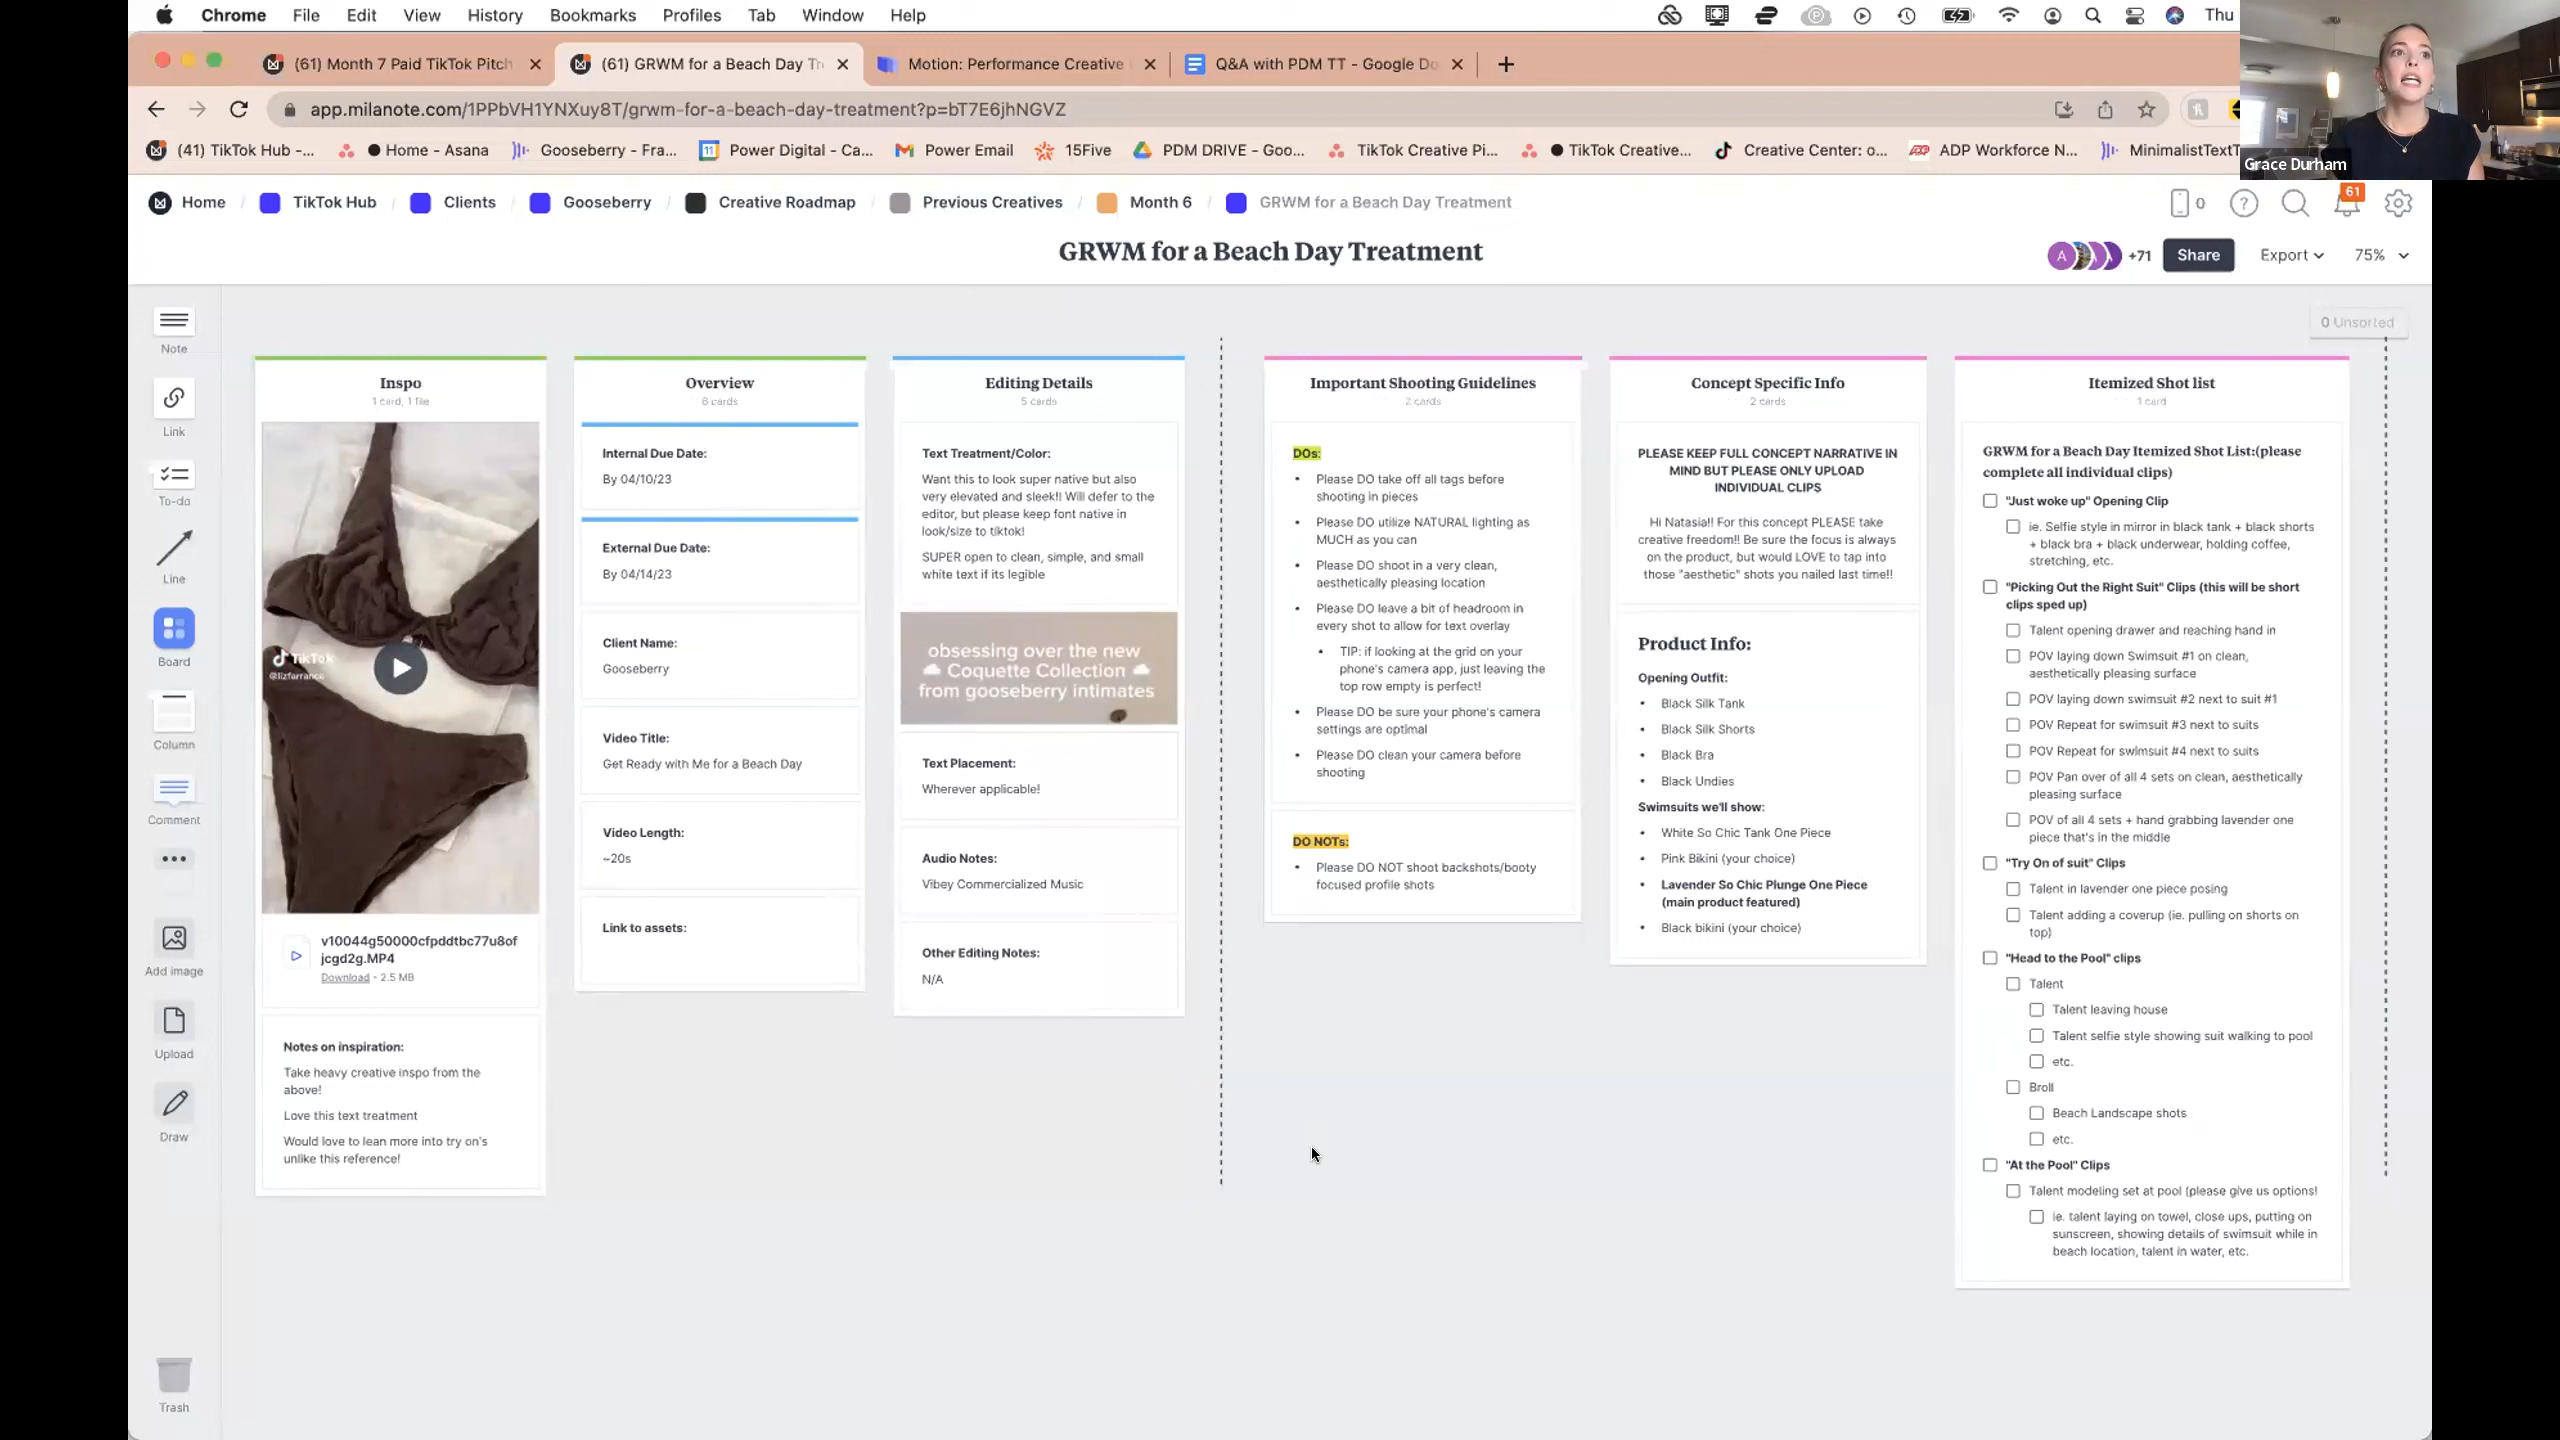 Chrome File Edit View History Bookmarks Profiles Tab Window Help
Thu
(61) Month 7 Paid TikTok Pitch
(61) GRWM for a Beach Day Tr
Motion: Performance Creative
Q&A with PDM TT - Google Do
app.milanote.com/1PPbVH1YNXuy8T/grwm-for-a-beach-day-treatment?p=bT7E6jhNGVZ
(41) TikTok Hub -...
Home - Asana
Gooseberry - Fra...
Power Digital - Ca...
Power Email
15Five
PDM DRIVE - Goo...
TikTok Creative Pi...
TikTok Creative...
Creative Center: o...
ADP Workforce N...
MinimalistTextT
Grace Durham
Home / TikTok Hub / Clients / Gooseberry / Creative Roadmap / Previous Creatives / Month 6 / GRWM for a Beach Day Treatment
0
61
GRWM for a Beach Day Treatment
A
+71
Share
Export
75%
0 Unsorted
Note
Link
To-do
Line
Board
Column
Comment
Add image
Upload
Draw
Trash
Inspo
1 card, 1 file
TikTok
@lizfarrance
v10044g50000cfpddtbc77u8of
jcgd2g.MP4
Download - 2.5 MB
Notes on inspiration:
Take heavy creative inspo from the
above!
Love this text treatment
Would love to lean more into try on's
unlike this reference!
Overview
6 cards
Internal Due Date:
By 04/10/23
External Due Date:
By 04/14/23
Client Name:
Gooseberry
Video Title:
Get Ready with Me for a Beach Day
Video Length:
~20s
Link to assets:
Editing Details
5 cards
Text Treatment/Color:
Want this to look super native but also
very elevated and sleek!! Will defer to the
editor, but please keep font native in
look/size to tiktok!
SUPER open to clean, simple, and small
white text if its legible
obsessing over the new
☁️ Coquette Collection ☁️
from gooseberry intimates
Text Placement:
Wherever applicable!
Audio Notes:
Vibey Commercialized Music
Other Editing Notes:
N/A
Important Shooting Guidelines
2 cards
DOs:
• Please DO take off all tags before
shooting in pieces
• Please DO utilize NATURAL lighting as
MUCH as you can
• Please DO shoot in a very clean,
aesthetically pleasing location
• Please DO leave a bit of headroom in
every shot to allow for text overlay
• TIP: if looking at the grid on your
phone's camera app, just leaving the
top row empty is perfect!
• Please DO be sure your phone's camera
settings are optimal
• Please DO clean your camera before
shooting
DO NOTs:
• Please DO NOT shoot backshots/booty
focused profile shots
Concept Specific Info
2 cards
PLEASE KEEP FULL CONCEPT NARRATIVE IN
MIND BUT PLEASE ONLY UPLOAD
INDIVIDUAL CLIPS
Hi Natasia!! For this concept PLEASE take
creative freedom!! Be sure the focus is always
on the product, but would LOVE to tap into
those "aesthetic" shots you nailed last time!!
Product Info:
Opening Outfit:
• Black Silk Tank
• Black Silk Shorts
• Black Bra
• Black Undies
Swimsuits we'll show:
• White So Chic Tank One Piece
• Pink Bikini (your choice)
• Lavender So Chic Plunge One Piece
(main product featured)
• Black bikini (your choice)
Itemized Shot list
1 card
GRWM for a Beach Day Itemized Shot List:(please
complete all individual clips)
"Just woke up" Opening Clip
ie. Selfie style in mirror in black tank + black shorts
+ black bra + black underwear, holding coffee,
stretching, etc.
"Picking Out the Right Suit" Clips (this will be short
clips sped up)
Talent opening drawer and reaching hand in
POV laying down Swimsuit #1 on clean,
aesthetically pleasing surface
POV laying down swimsuit #2 next to suit #1
POV Repeat for swimsuit #3 next to suits
POV Repeat for swimsuit #4 next to suits
POV Pan over of all 4 sets on clean, aesthetically
pleasing surface
POV of all 4 sets + hand grabbing lavender one
piece that's in the middle
"Try On of suit" Clips
Talent in lavender one piece posing
Talent adding a coverup (ie. pulling on shorts on
top)
"Head to the Pool" clips
Talent
Talent leaving house
Talent selfie style showing suit walking to pool
etc.
Broll
Beach Landscape shots
etc.
"At the Pool" Clips
Talent modeling set at pool (please give us options!
ie. talent laying on towel, close ups, putting on
sunscreen, showing details of swimsuit while in
beach location, talent in water, etc.